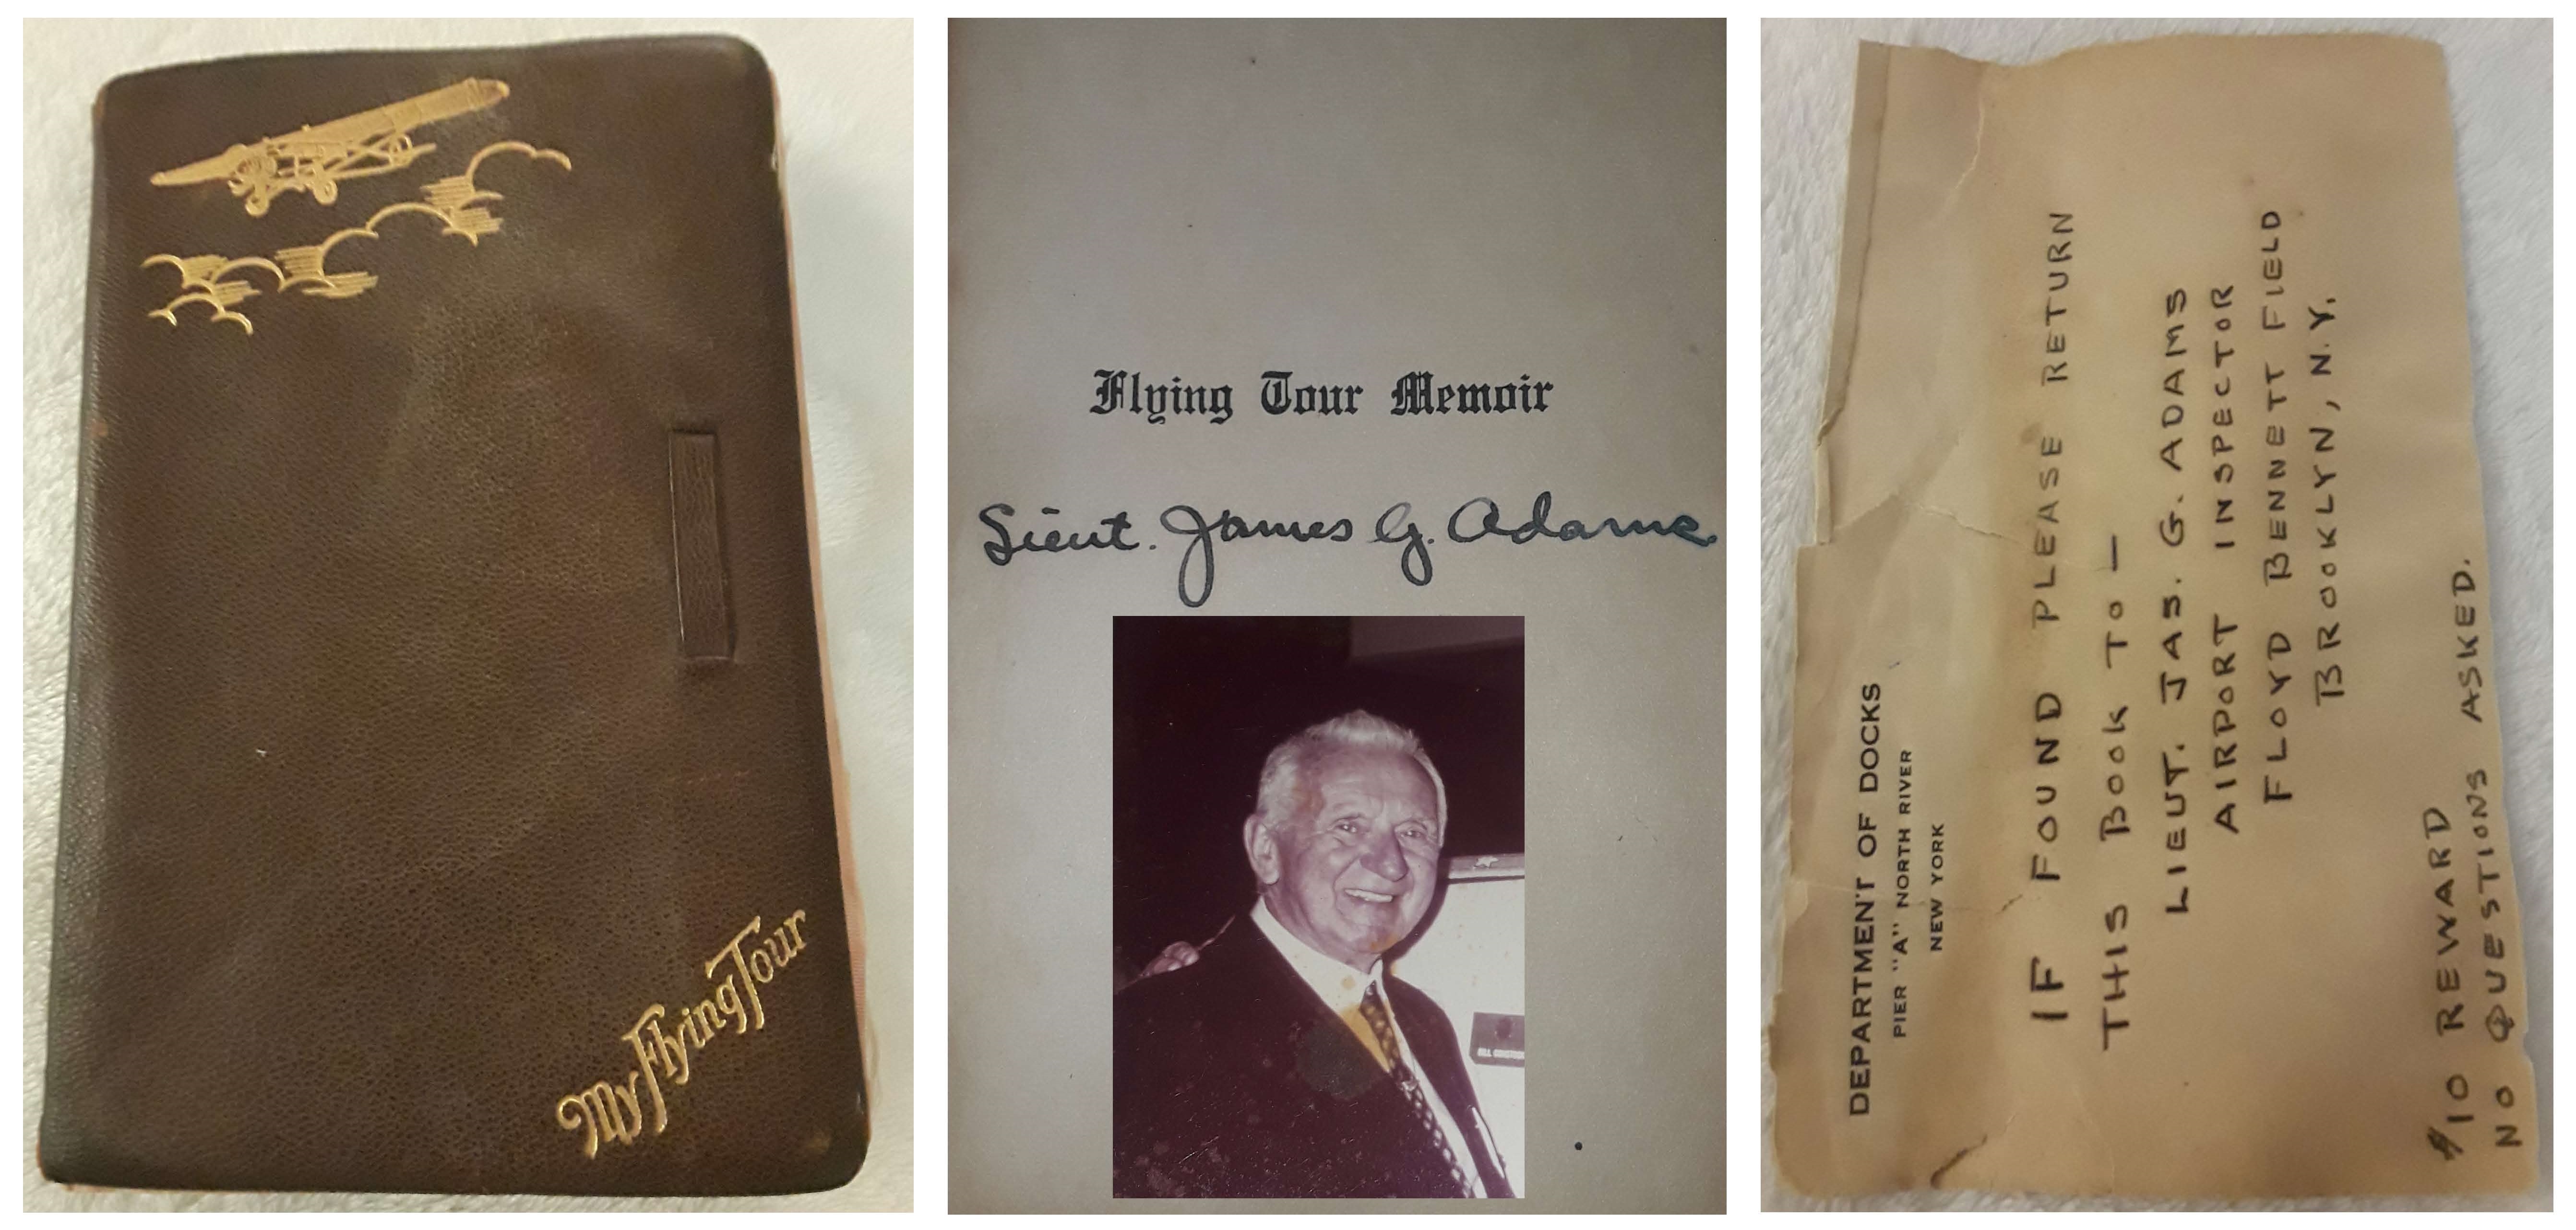 My Flying Tour
Flying Tour Memoir
Lieut. James G. Adams
DEPARTMENT OF DOCKS
PIER "A" NORTH RIVER
NEW YORK
IF FOUND PLEASE RETURN
THIS BOOK TO —
LIEUT. JAS. G. ADAMS
AIRPORT INSPECTOR
FLOYD BENNETT FIELD
BROOKLYN, N.Y.
$10 REWARD
NO QUESTIONS ASKED.